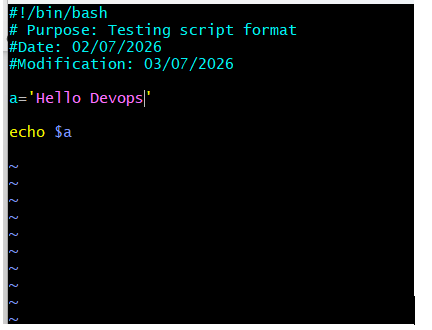 #!/bin/bash
# Purpose: Testing script format
#Date: 02/07/2026
#Modification: 03/07/2026
a='Hello Devops'
echo $a
~
~
~
~
~
~
~
~
~
~